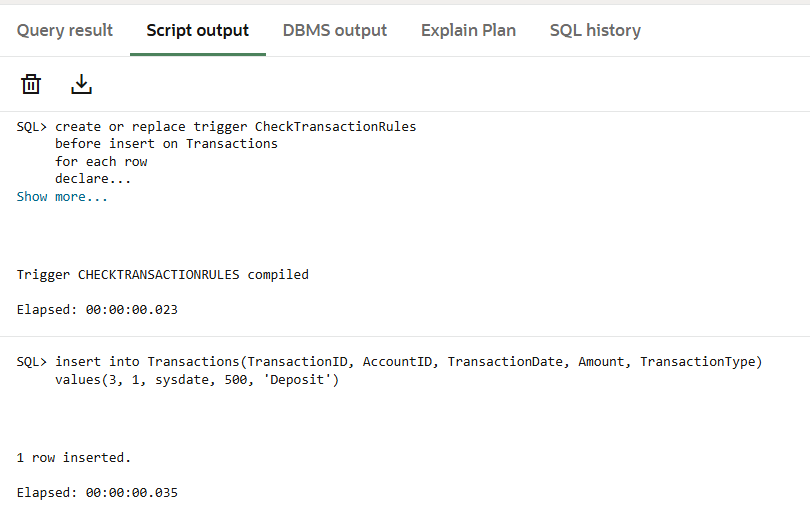 Query result Script output DBMS output Explain Plan SQL history
SQL> create or replace trigger CheckTransactionRules
before insert on Transactions
for each row
declare...
Show more...
Trigger CHECKTRANSACTIONRULES compiled
Elapsed: 00:00:00.023
SQL> insert into Transactions(TransactionID, AccountID, TransactionDate, Amount, TransactionType)
values(3, 1, sysdate, 500, 'Deposit')
1 row inserted.
Elapsed: 00:00:00.035